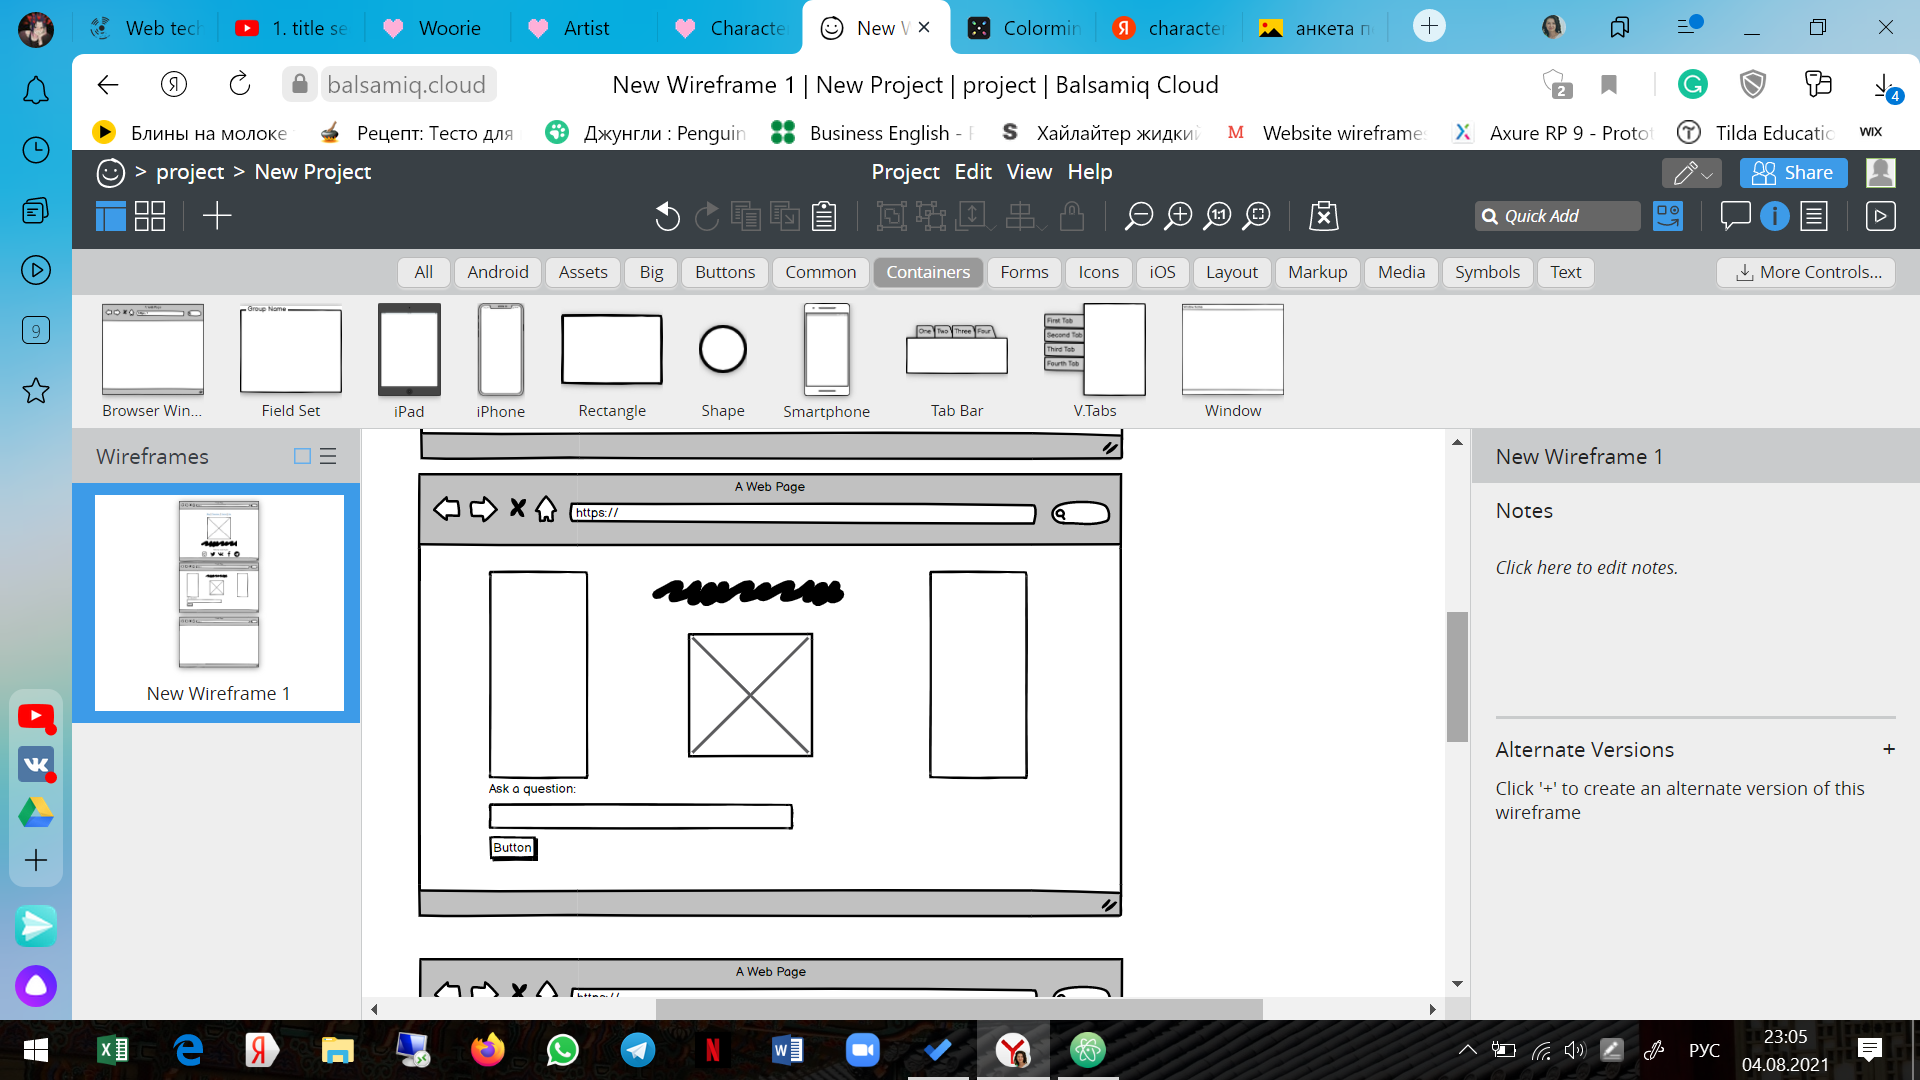 Web tech
1. title se
Woorie
Artist
Characte
New W
Colormin
character
анкета п
balsamiq.cloud
New Wireframe 1 | New Project | project | Balsamiq Cloud
2
4
Блины на молоке
Рецепт: Тесто для
Джунгли : Penguin
Business English -
Хайлайтер жидкий
Website wireframe
Axure RP 9 - Protot
Tilda Educatio
WIX
> project > New Project
Project Edit View Help
Share
1:1
Quick Add
All
Android
Assets
Big
Buttons
Common
Containers
Forms
Icons
iOS
Layout
Markup
Media
Symbols
Text
More Controls...
Group Name
One Two Three Four
First Tab
Second Tab
Third Tab
Fourth Tab
Browser Win...
Field Set
iPad
iPhone
Rectangle
Shape
Smartphone
Tab Bar
V.Tabs
Window
9
Wireframes
New Wireframe 1
A Web Page
https://
Ask a question:
Button
A Web Page
https://
New Wireframe 1
Notes
Click here to edit notes.
Alternate Versions +
Click '+' to create an alternate version of this
wireframe
РУС
23:05
04.08.2021